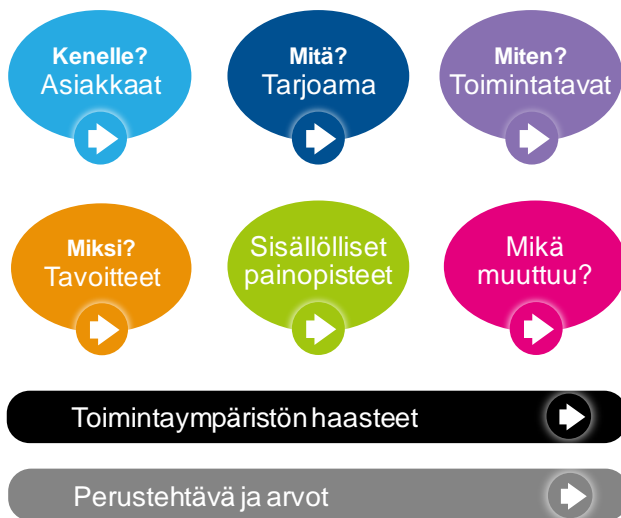 Kenelle?
Asiakkaat
Mitä?
Tarjoama
Miten?
Toimintatavat
Miksi?
Tavoitteet
Sisällölliset
painopisteet
Mikä
muuttuu?
Toimintaympäristön haasteet
Perustehtävä ja arvot